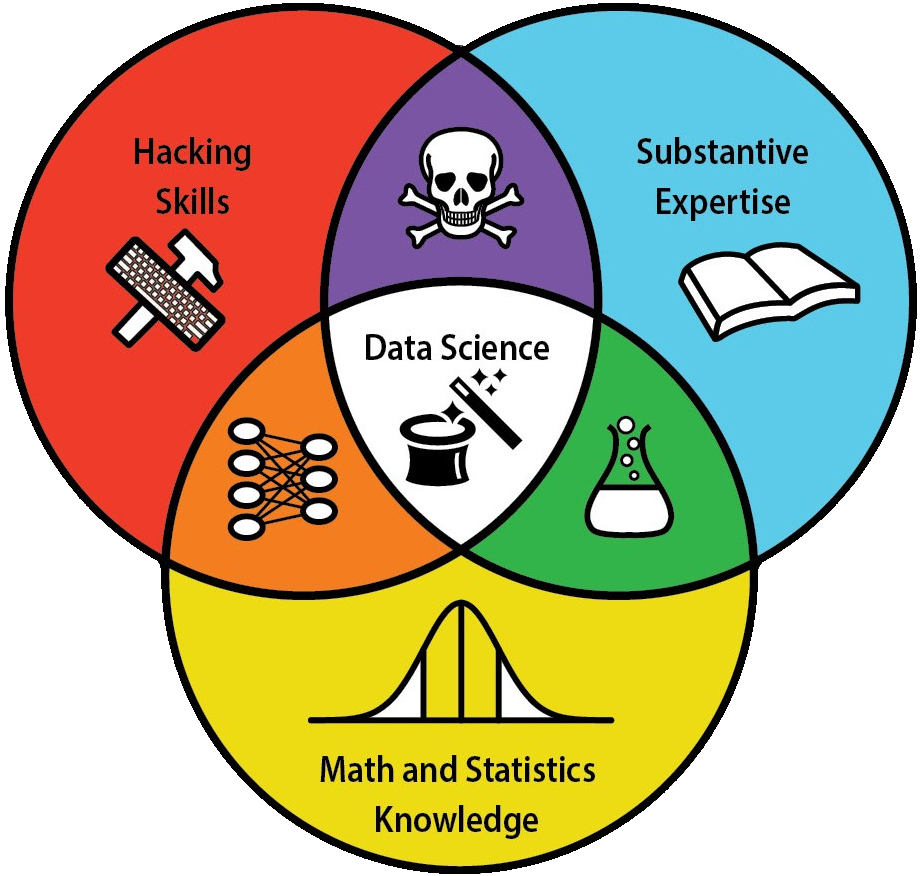 Hacking
Skills
Substantive
Expertise
Data Science
Math and Statistics
Knowledge